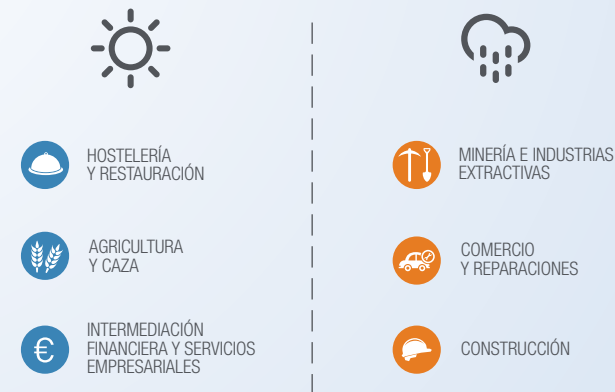 HOSTELERÍA
Y RESTAURACIÓN
AGRICULTURA
Y CAZA
€
INTERMEDIACIÓN
FINANCIERA Y SERVICIOS
EMPRESARIALES
MINERÍA E INDUSTRIAS
EXTRACTIVAS
COMERCIO
Y REPARACIONES
CONSTRUCCIÓN